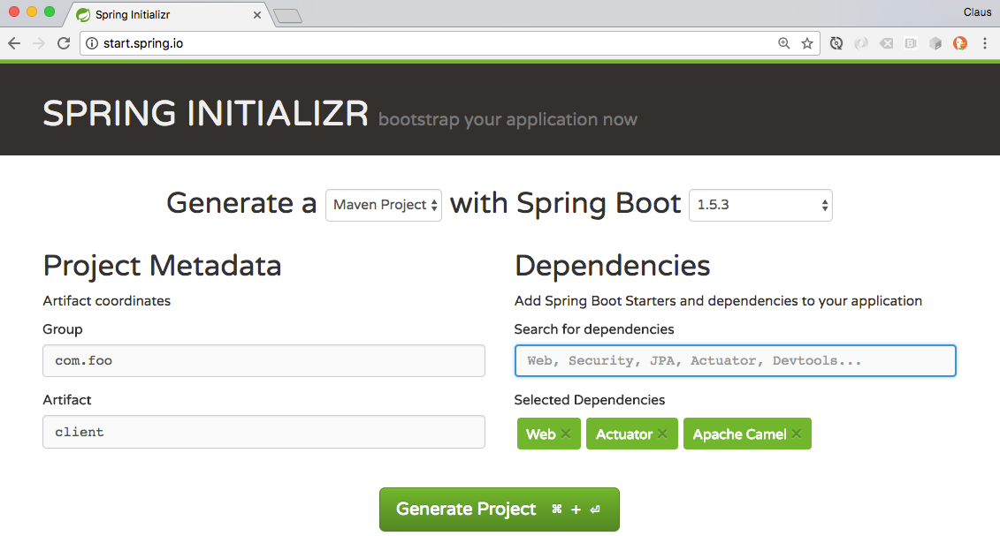 Spring Initializr
Claus
start.spring.io
SPRING INITIALIZR bootstrap your application now
Generate a Maven Project with Spring Boot 1.5.3
Project Metadata
Artifact coordinates
Group
com.foo
Artifact
client
Dependencies
Add Spring Boot Starters and dependencies to your application
Search for dependencies
Web, Security, JPA, Actuator, Devtools...
Selected Dependencies
Web × Actuator × Apache Camel ×
Generate Project ⌘ + ⏎